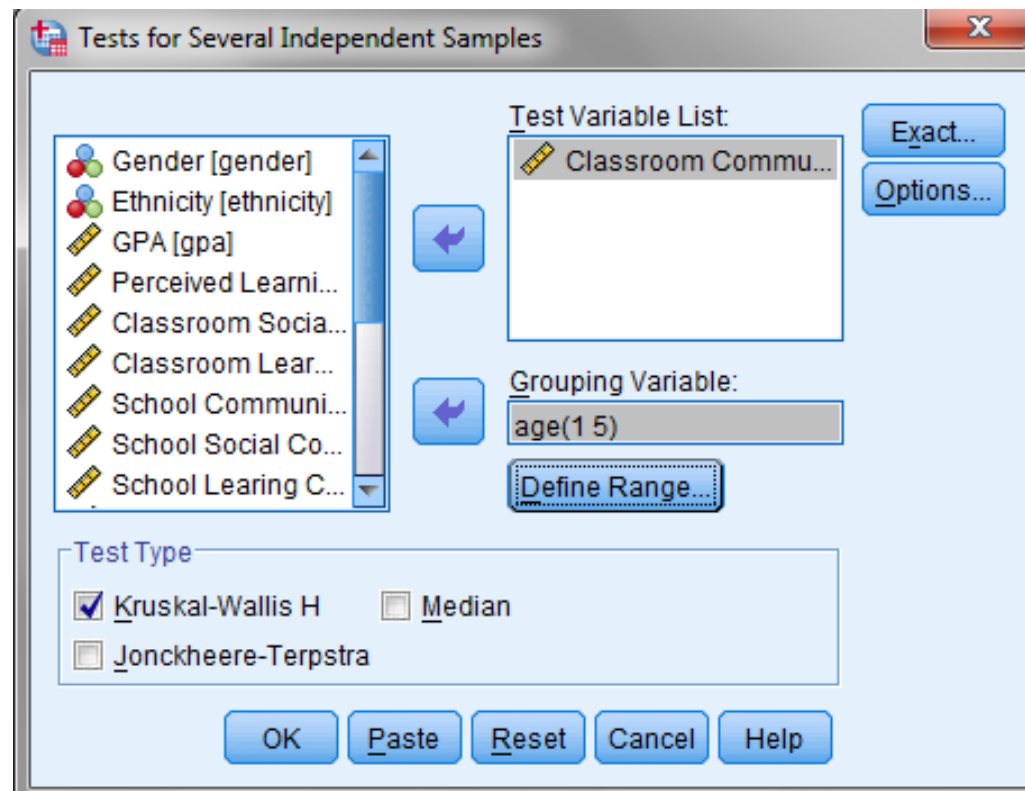 Tests for Several Independent Samples
Gender [gender]
Ethnicity [ethnicity]
GPA [gpa]
Perceived Learni...
Classroom Socia...
Classroom Lear...
School Communi...
School Social Co...
School Learing C...
Test Variable List:
Classroom Commu...
Grouping Variable:
age(1 5)
Define Range...
Exact...
Options...
Test Type
Kruskal-Wallis H
Median
Jonckheere-Terpstra
OK
Paste
Reset
Cancel
Help